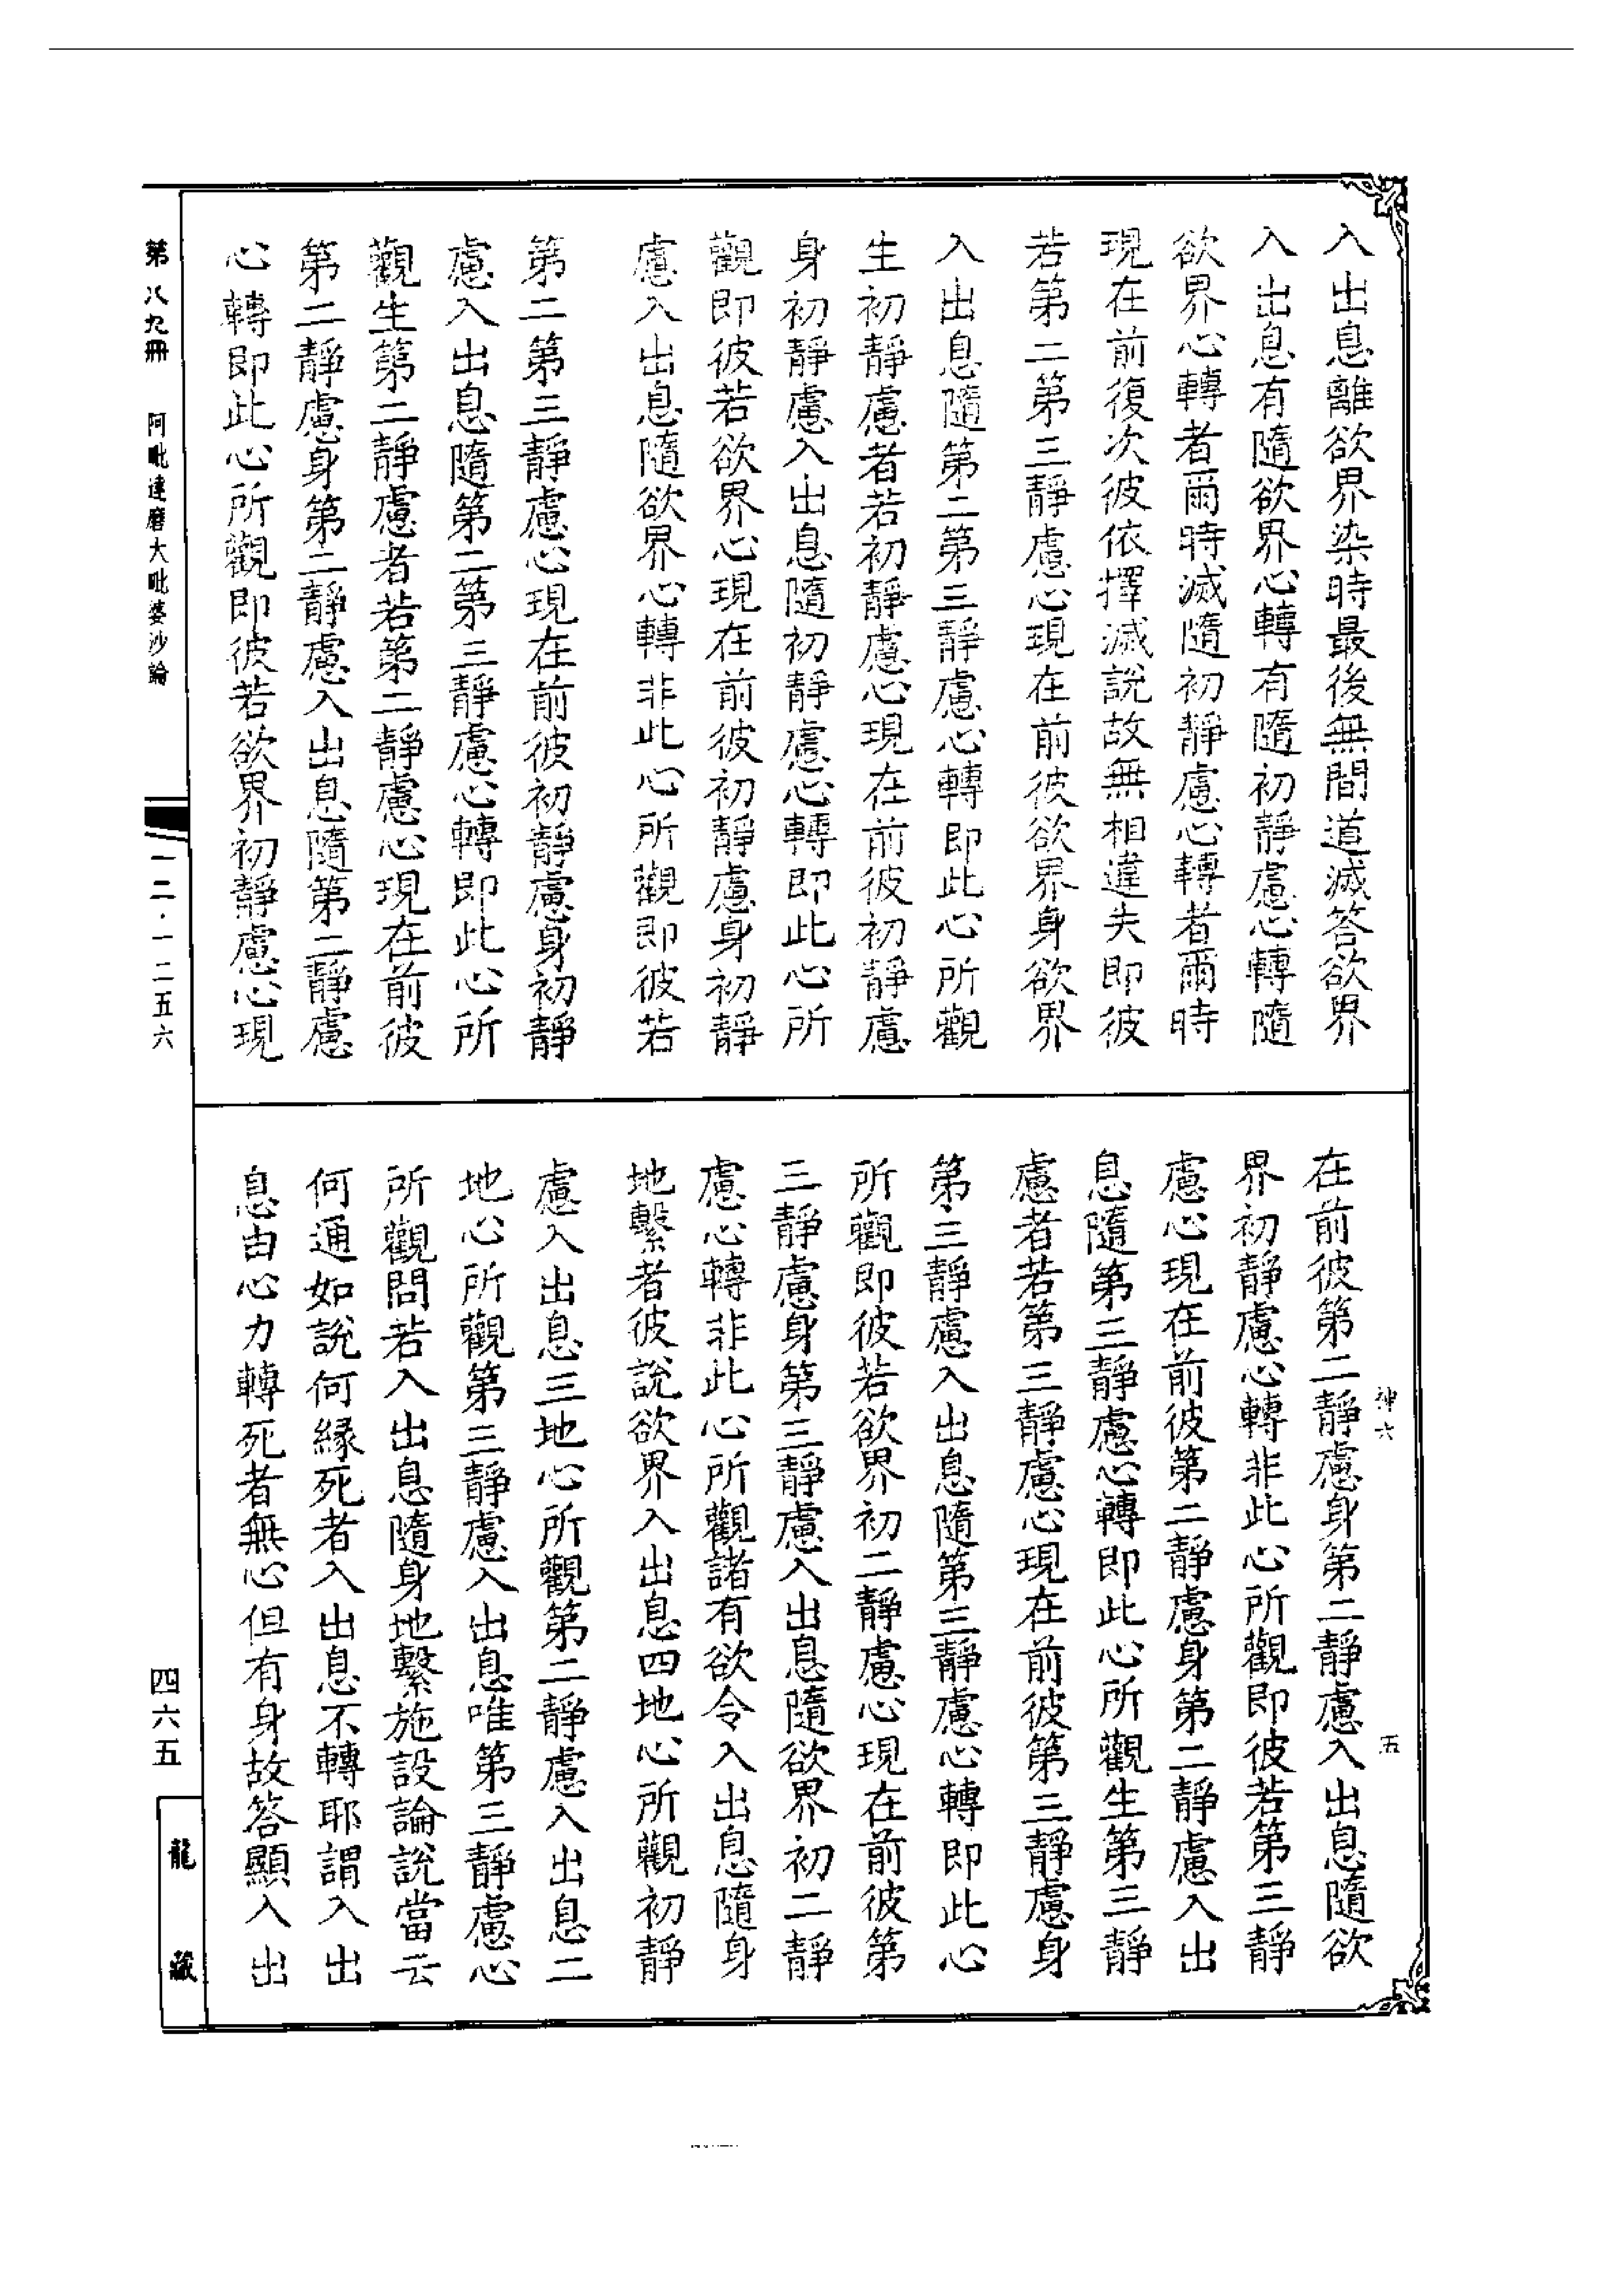 入出息離欲界染時最後無間道滅答欲界
入出息有隨欲界心轉有隨初靜慮心轉隨
欲界心轉者爾時滅隨初靜慮心轉者爾時
現在前復次彼依擇滅說故無相違失即彼
若第二第三靜慮心現在前彼欲界身欲界
入出息隨第二第三靜慮心轉即此心所觀
生初靜慮者若初靜慮心現在前彼初靜慮
身初靜慮入出息隨初靜慮心轉即此心所
觀即彼若欲界心現在前彼初靜慮身初靜
慮入出息隨欲界心轉非此心所觀即彼若
第二第三靜慮心現在前彼初靜慮身初靜
慮入出息隨第二第三靜慮心轉即此心所
觀生第二靜慮者若第二靜慮心現在前彼
第二靜慮身第二靜慮入出息隨第二靜慮
心轉即此心所觀即彼若欲界初靜慮心現
在前彼第二靜慮身第二靜慮入出息隨欲
界初靜慮心轉非此心所觀即彼若第三靜
慮心現在前彼第二靜慮身第二靜慮入出
息隨第三靜慮心轉即此心所觀生第三靜
慮者若第三靜慮心現在前彼第三靜慮身
第三靜慮入出息隨第三靜慮心轉即此心
所觀即彼若欲界初二靜慮心現在前彼第
三靜慮身第三靜慮入出息隨欲界初二靜
慮心轉非此心所觀諸有欲令入出息隨身
地繫者彼說欲界入出息四地心所觀初靜
慮入出息三地心所觀第二靜慮入出息二
地心所觀第三靜慮入出息唯第三靜慮心
所觀問若入出息隨身地繫施設論說當云
何通如說何緣死者入出息不轉耶謂入出
息由心力轉死者無心但有身故答顯入出
神六
五
第八九冊 阿毗達磨大毗婆沙論
一二·一二五六
四六五
龍藏